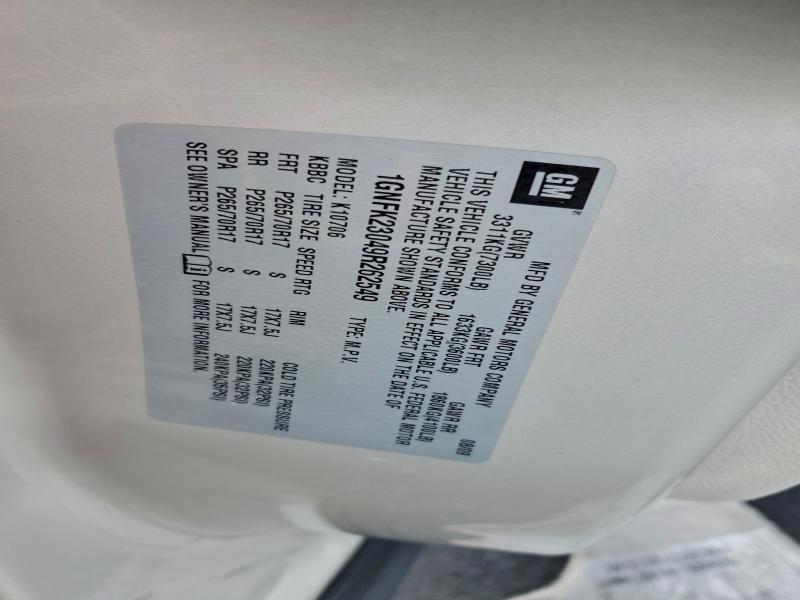 GM®
MFD BY GENERAL MOTORS COMPANY
08/09
GVWR GAWR FRT GAWR RR
3311KG(7300LB) 1633KG(3600LB) 1860KG(4100LB)
THIS VEHICLE CONFORMS TO ALL APPLICABLE U.S. FEDERAL MOTOR
VEHICLE SAFETY STANDARDS IN EFFECT ON THE DATE OF
MANUFACTURE SHOWN ABOVE.
1GNFK23049R262549 TYPE: M.P.V.
MODEL: K10706
KBBC TIRE SIZE SPEED RTG RIM COLD TIRE PRESSURE
FRT P265/70R17 S 17X7.5J 220KPA(32PSI)
RR P265/70R17 S 17X7.5J 220KPA(32PSI)
SPA P265/70R17 S 17X7.5J 240KPA(35PSI)
SEE OWNER'S MANUAL FOR MORE INFORMATION.